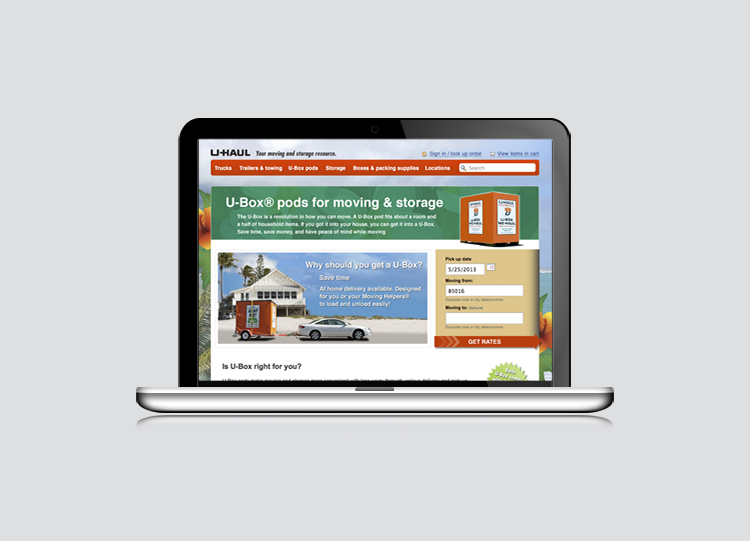 U-HAUL Your moving and storage resource.
Sign in / look up order View items in cart
Trucks Trailers & towing U-Box pods Storage Boxes & packing supplies Locations Search
U-Box® pods for moving & storage
The U-Box is a revolution in how you can move. A U-Box pod fits about a room and
a half of household items. If you got it into your house, you can get it into a U-Box.
Save time, save money, and have peace of mind while moving
U-HAUL U-HAUL
Why should you get a U-Box?
Save time
At home delivery available. Designed
for you or your Moving Helpers®
to load and unload easily!
Pick up date
5/25/2013
Moving from:
85016
Moving to: Optional
GET RATES
Is U-Box right for you?